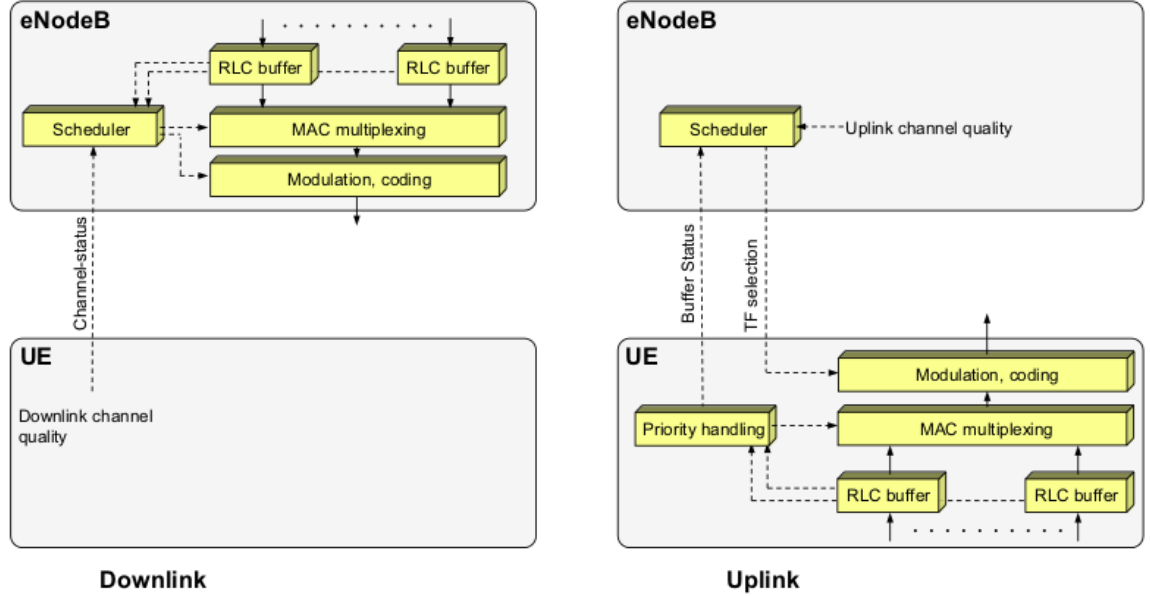 eNodeB
RLC buffer
RLC buffer
Scheduler
MAC multiplexing
Modulation, coding
Channel-status
UE
Downlink channel
quality
Downlink
eNodeB
Scheduler
Uplink channel quality
Buffer Status
TF selection
UE
Modulation, coding
Priority handling
MAC multiplexing
RLC buffer
RLC buffer
Uplink